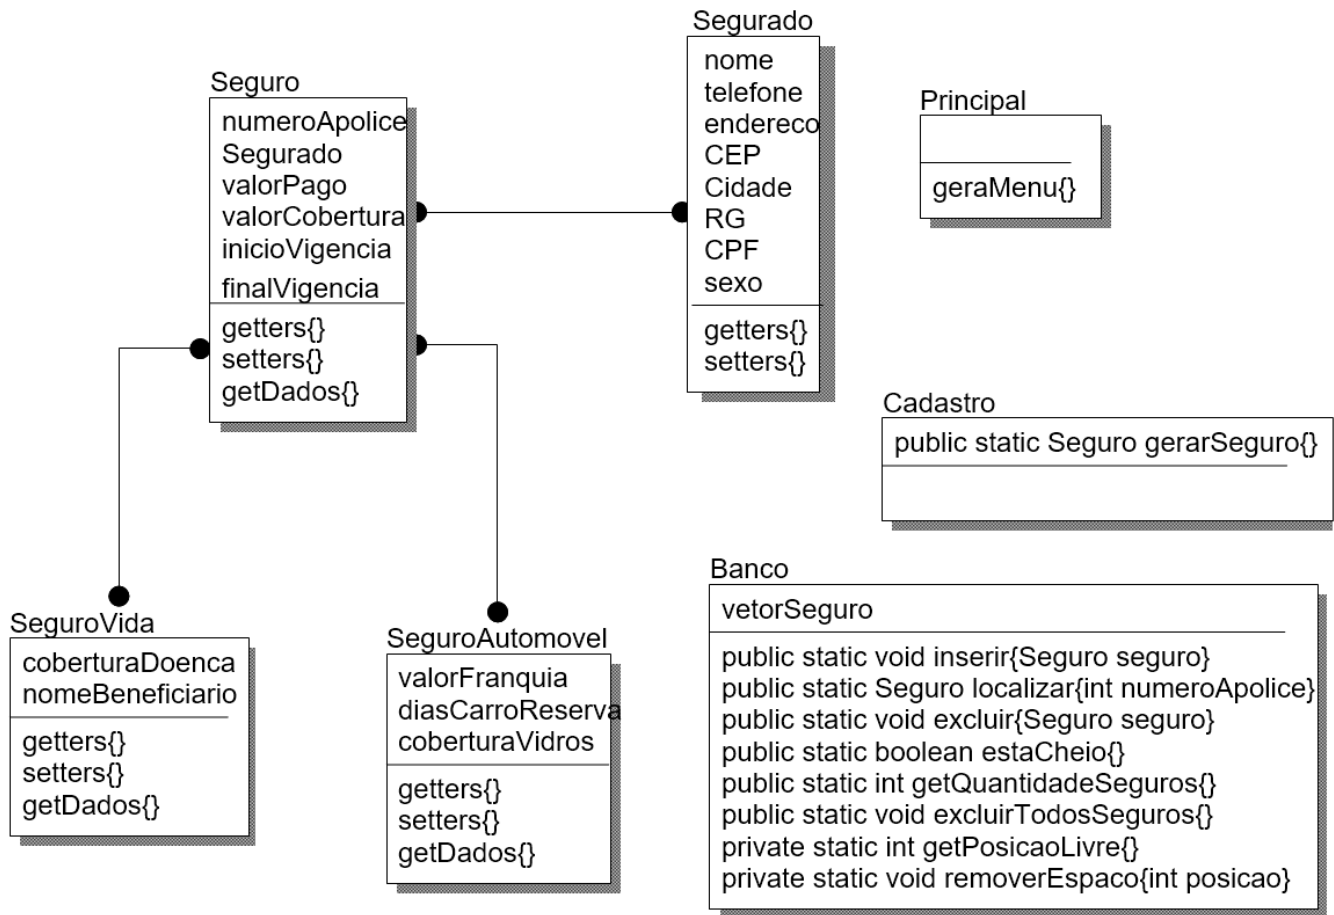 Seguro
numeroApolice
Segurado
valorPago
valorCobertura
inicioVigencia
finalVigencia
getters{}
setters{}
getDados{}
Segurado
nome
telefone
endereco
CEP
Cidade
RG
CPF
sexo
getters{}
setters{}
Principal
geraMenu{}
Cadastro
public static Seguro gerarSeguro{}
SeguroVida
coberturaDoenca
nomeBeneficiario
getters{}
setters{}
getDados{}
SeguroAutomovel
valorFranquia
diasCarroReserva
coberturaVidros
getters{}
setters{}
getDados{}
Banco
vetorSeguro
public static void inserir{Seguro seguro}
public static Seguro localizar{int numeroApolice}
public static void excluir{Seguro seguro}
public static boolean estaCheio{}
public static int getQuantidadeSeguros{}
public static void excluirTodosSeguros{}
private static int getPosicaoLivre{}
private static void removerEspaco{int posicao}